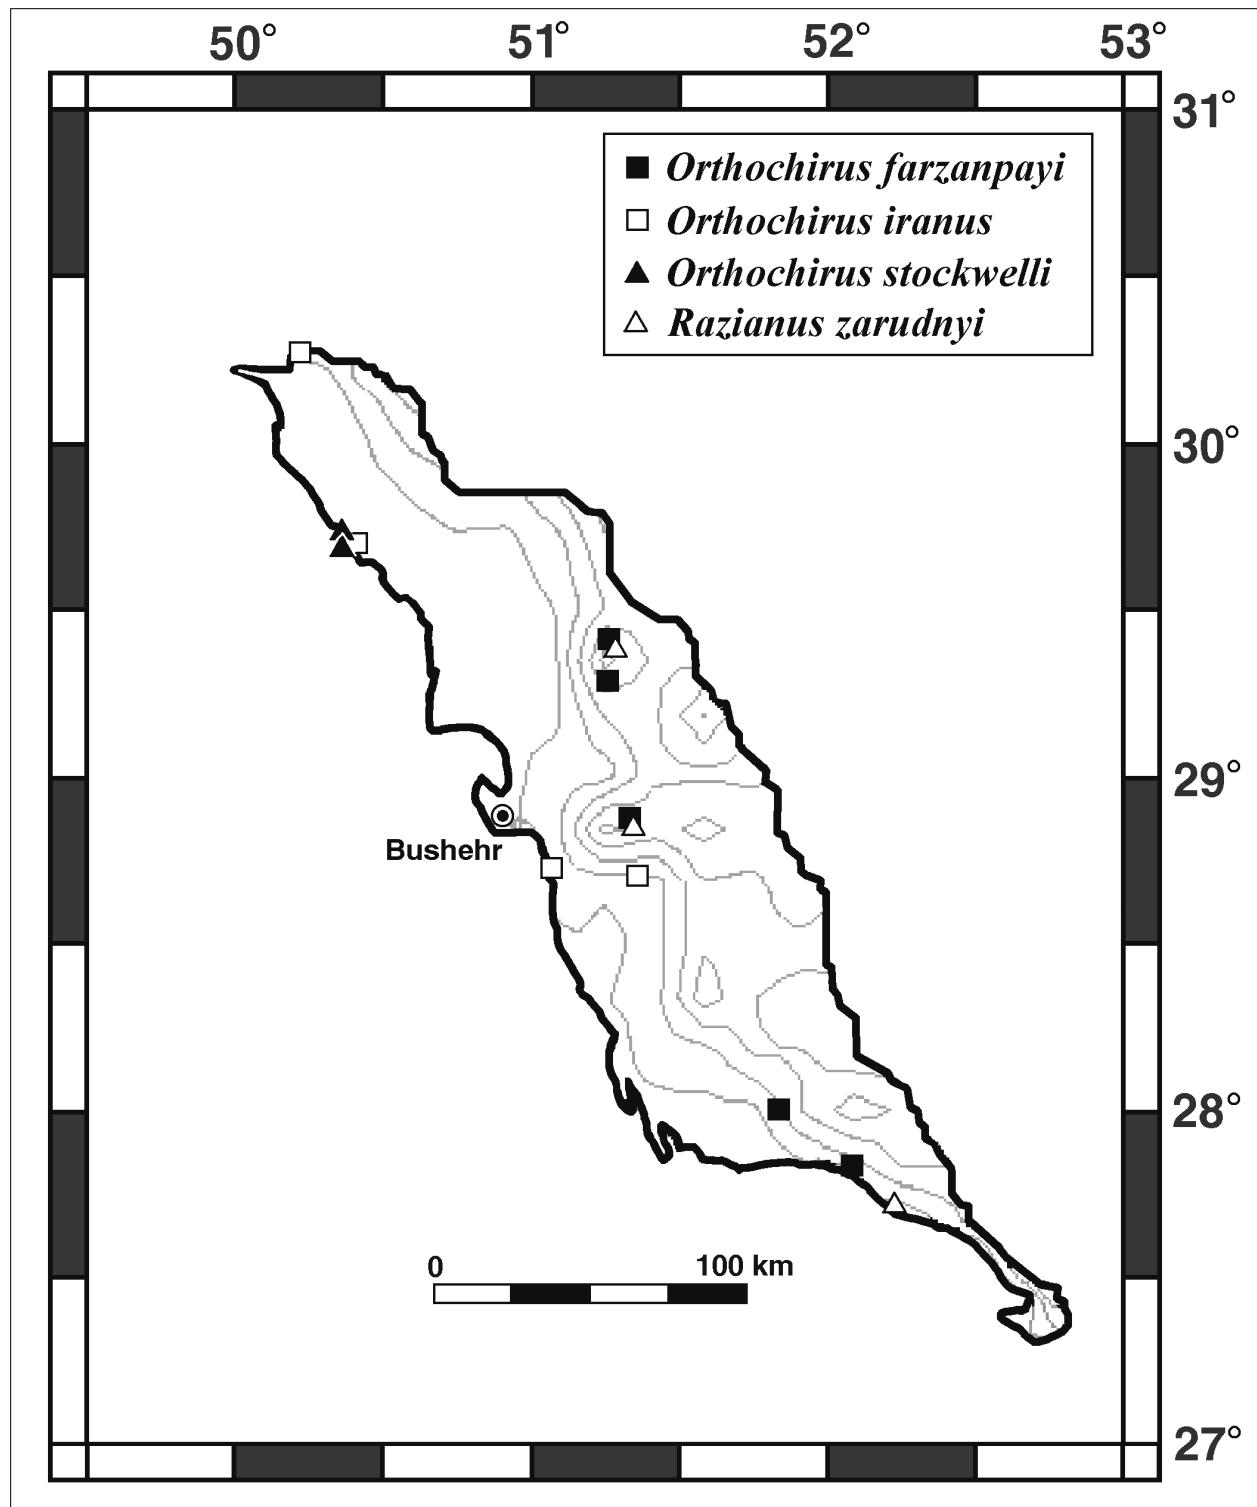 50° 51° 52° 53°
31°
Orthochirus farzanpayi
Orthochirus iranus
Orthochirus stockwelli
Razianus zarudnyi
30°
29°
Bushehr
28°
0 100 km
27°